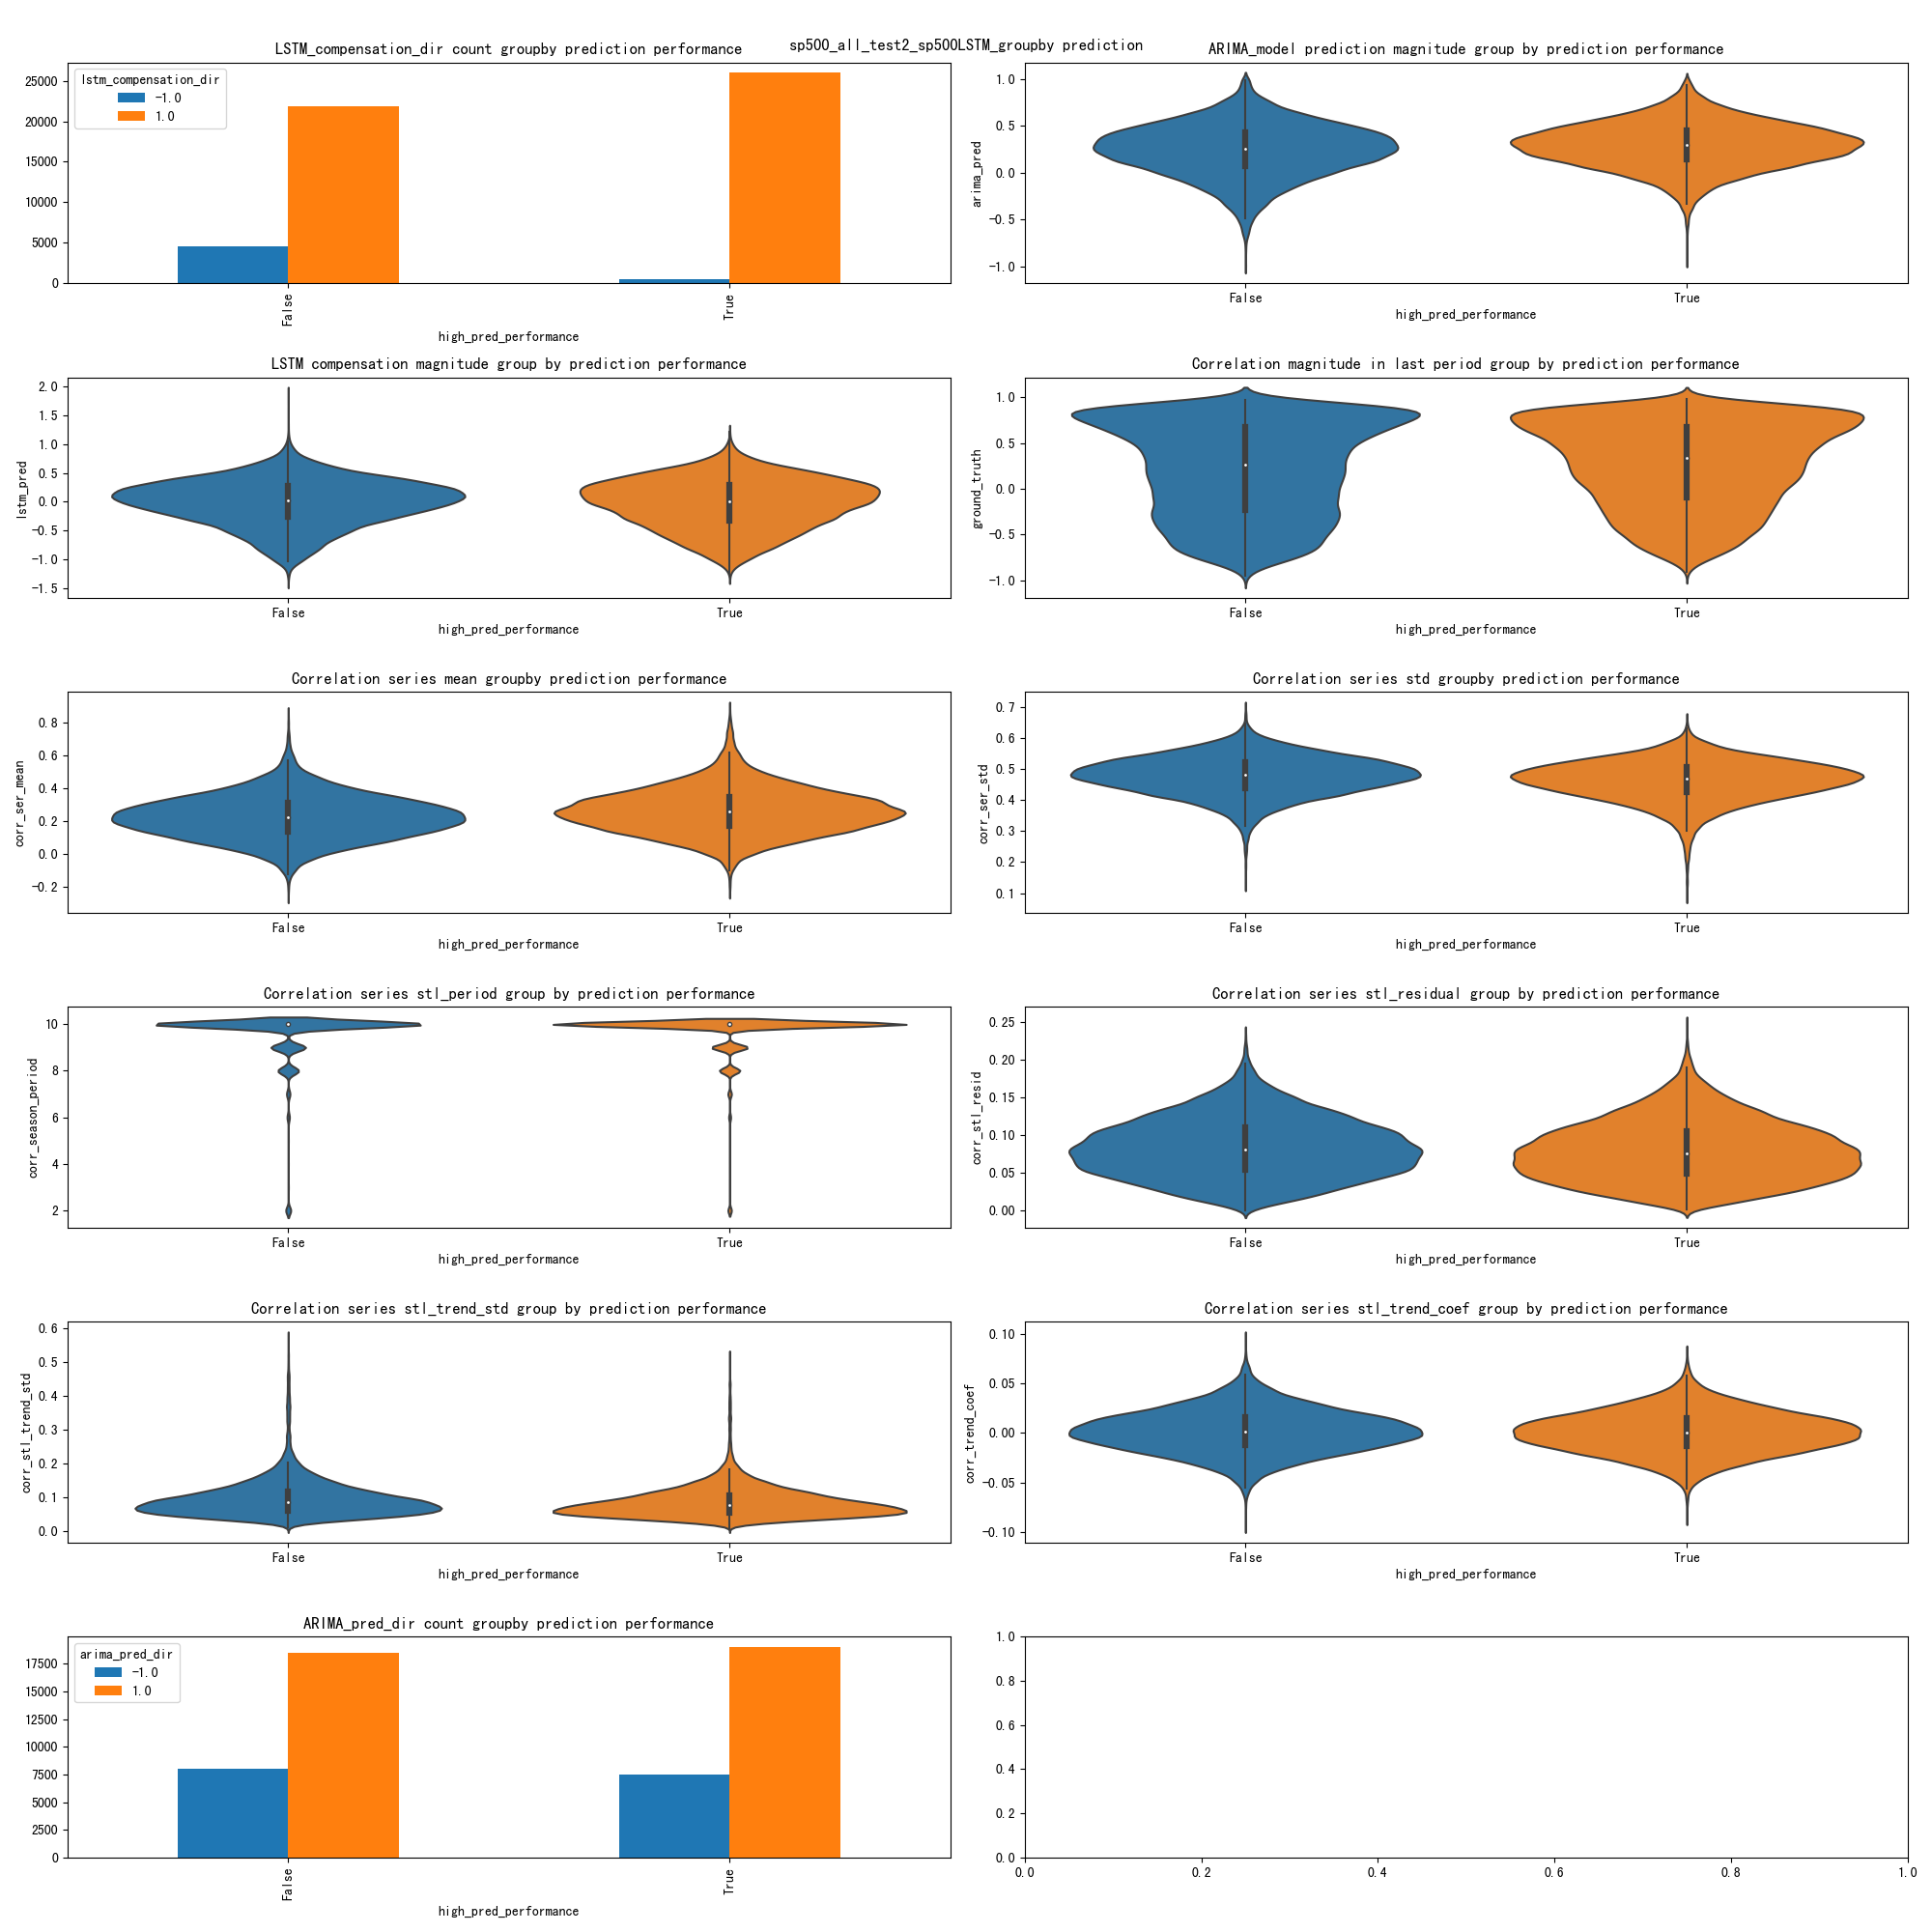 sp500_all_test2_sp500LSTM_groupby prediction
LSTM_compensation_dir count groupby prediction performance
lstm_compensation_dir
-1.0
1.0
25000
20000
15000
10000
5000
0
False
True
high_pred_performance
ARIMA_model prediction magnitude group by prediction performance
arima_pred
1.0
0.5
0.0
-0.5
-1.0
False
True
high_pred_performance
LSTM compensation magnitude group by prediction performance
lstm_pred
2.0
1.5
1.0
0.5
0.0
-0.5
-1.0
-1.5
False
True
high_pred_performance
Correlation magnitude in last period group by prediction performance
ground_truth
1.0
0.5
0.0
-0.5
-1.0
False
True
high_pred_performance
Correlation series mean groupby prediction performance
corr_ser_mean
0.8
0.6
0.4
0.2
0.0
-0.2
False
True
high_pred_performance
Correlation series std groupby prediction performance
corr_ser_std
0.7
0.6
0.5
0.4
0.3
0.2
0.1
False
True
high_pred_performance
Correlation series stl_period group by prediction performance
corr_season_period
10
8
6
4
2
False
True
high_pred_performance
Correlation series stl_residual group by prediction performance
corr_stl_resid
0.25
0.20
0.15
0.10
0.05
0.00
False
True
high_pred_performance
Correlation series stl_trend_std group by prediction performance
corr_stl_trend_std
0.6
0.5
0.4
0.3
0.2
0.1
0.0
False
True
high_pred_performance
Correlation series stl_trend_coef group by prediction performance
corr_trend_coef
0.10
0.05
0.00
-0.05
-0.10
False
True
high_pred_performance
ARIMA_pred_dir count groupby prediction performance
arima_pred_dir
-1.0
1.0
17500
15000
12500
10000
7500
5000
2500
0
False
True
high_pred_performance
1.0
0.8
0.6
0.4
0.2
0.0
0.0 0.2 0.4 0.6 0.8 1.0